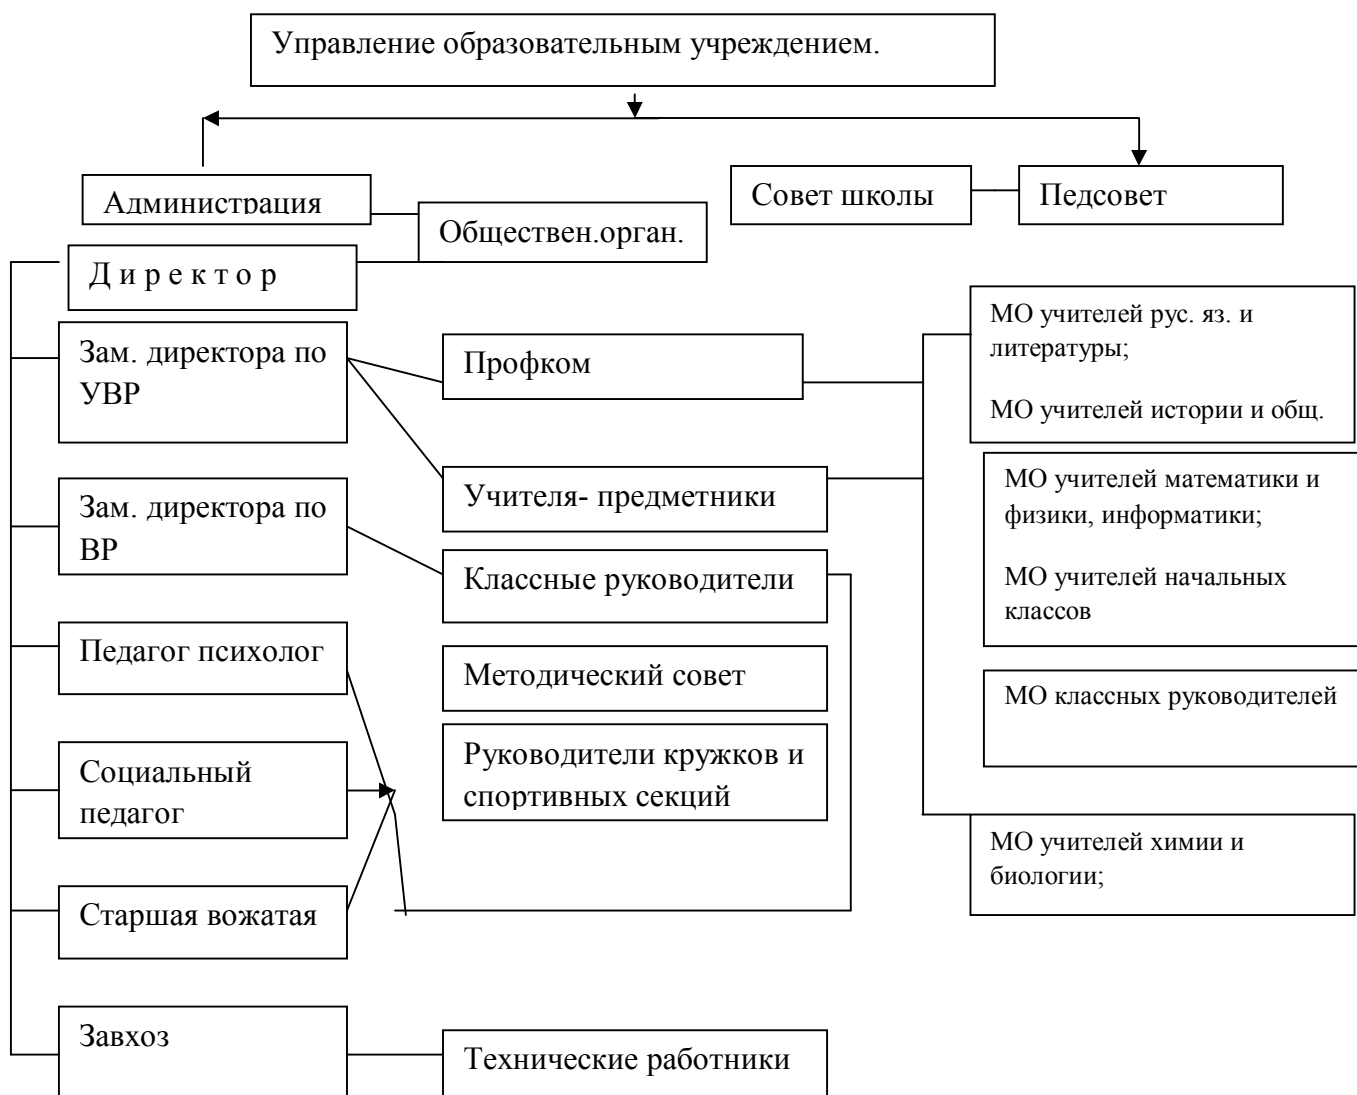 Управление образовательным учреждением.
Администрация
Совет школы
Педсовет
Обществен.орган.
Д и р е к т о р
Зам. директора по
УВР
Профком
МО учителей рус. яз. и
литературы;
МО учителей истории и общ.
Учителя- предметники
МО учителей математики и
физики, информатики;
МО учителей начальных
классов
Зам. директора по
ВР
Классные руководители
Педагог психолог
Методический совет
МО классных руководителей
Социальный
педагог
Руководители кружков и
спортивных секций
МО учителей химии и
биологии;
Старшая вожатая
Завхоз
Технические работники